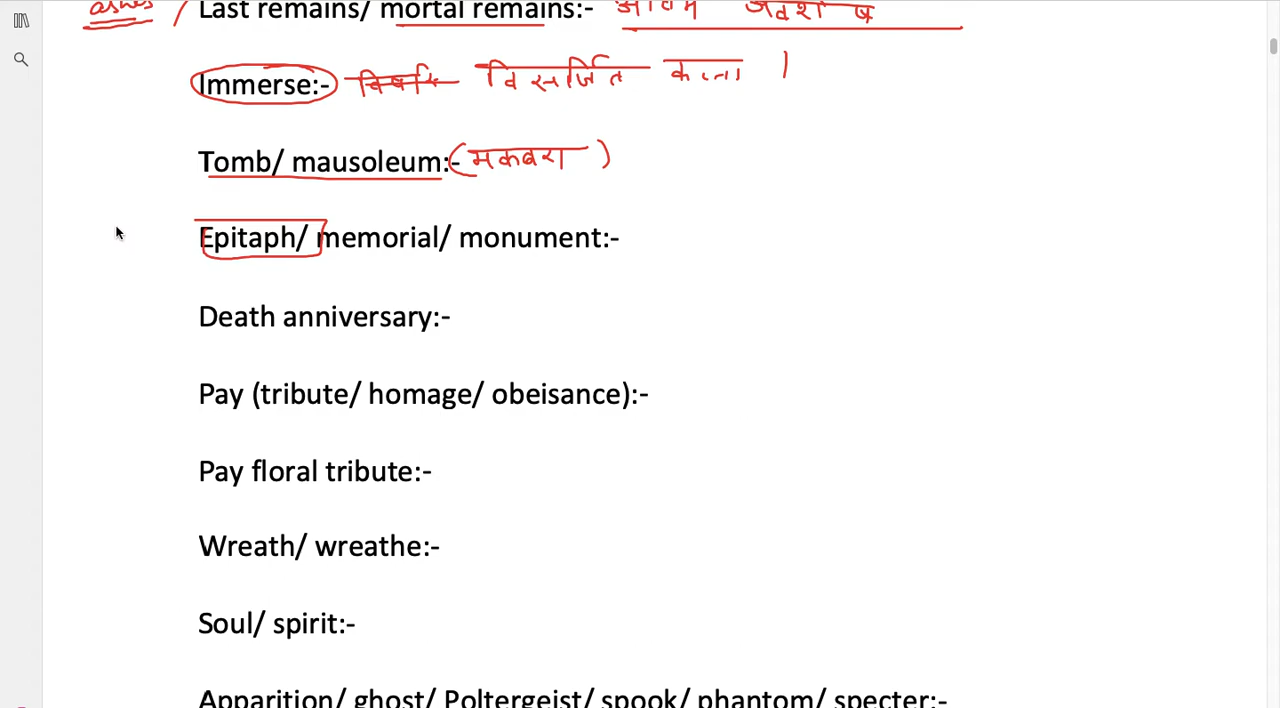 ashes / Last remains/ mortal remains:- अंतिम अवशेष
Immerse:- विसर्जित करना ।
Tomb/ mausoleum:- (मकबरा)
Epitaph/ memorial/ monument:-
Death anniversary:-
Pay (tribute/ homage/ obeisance):-
Pay floral tribute:-
Wreath/ wreathe:-
Soul/ spirit:-
Apparition/ ghost/ Poltergeist/ spook/ phantom/ specter:-